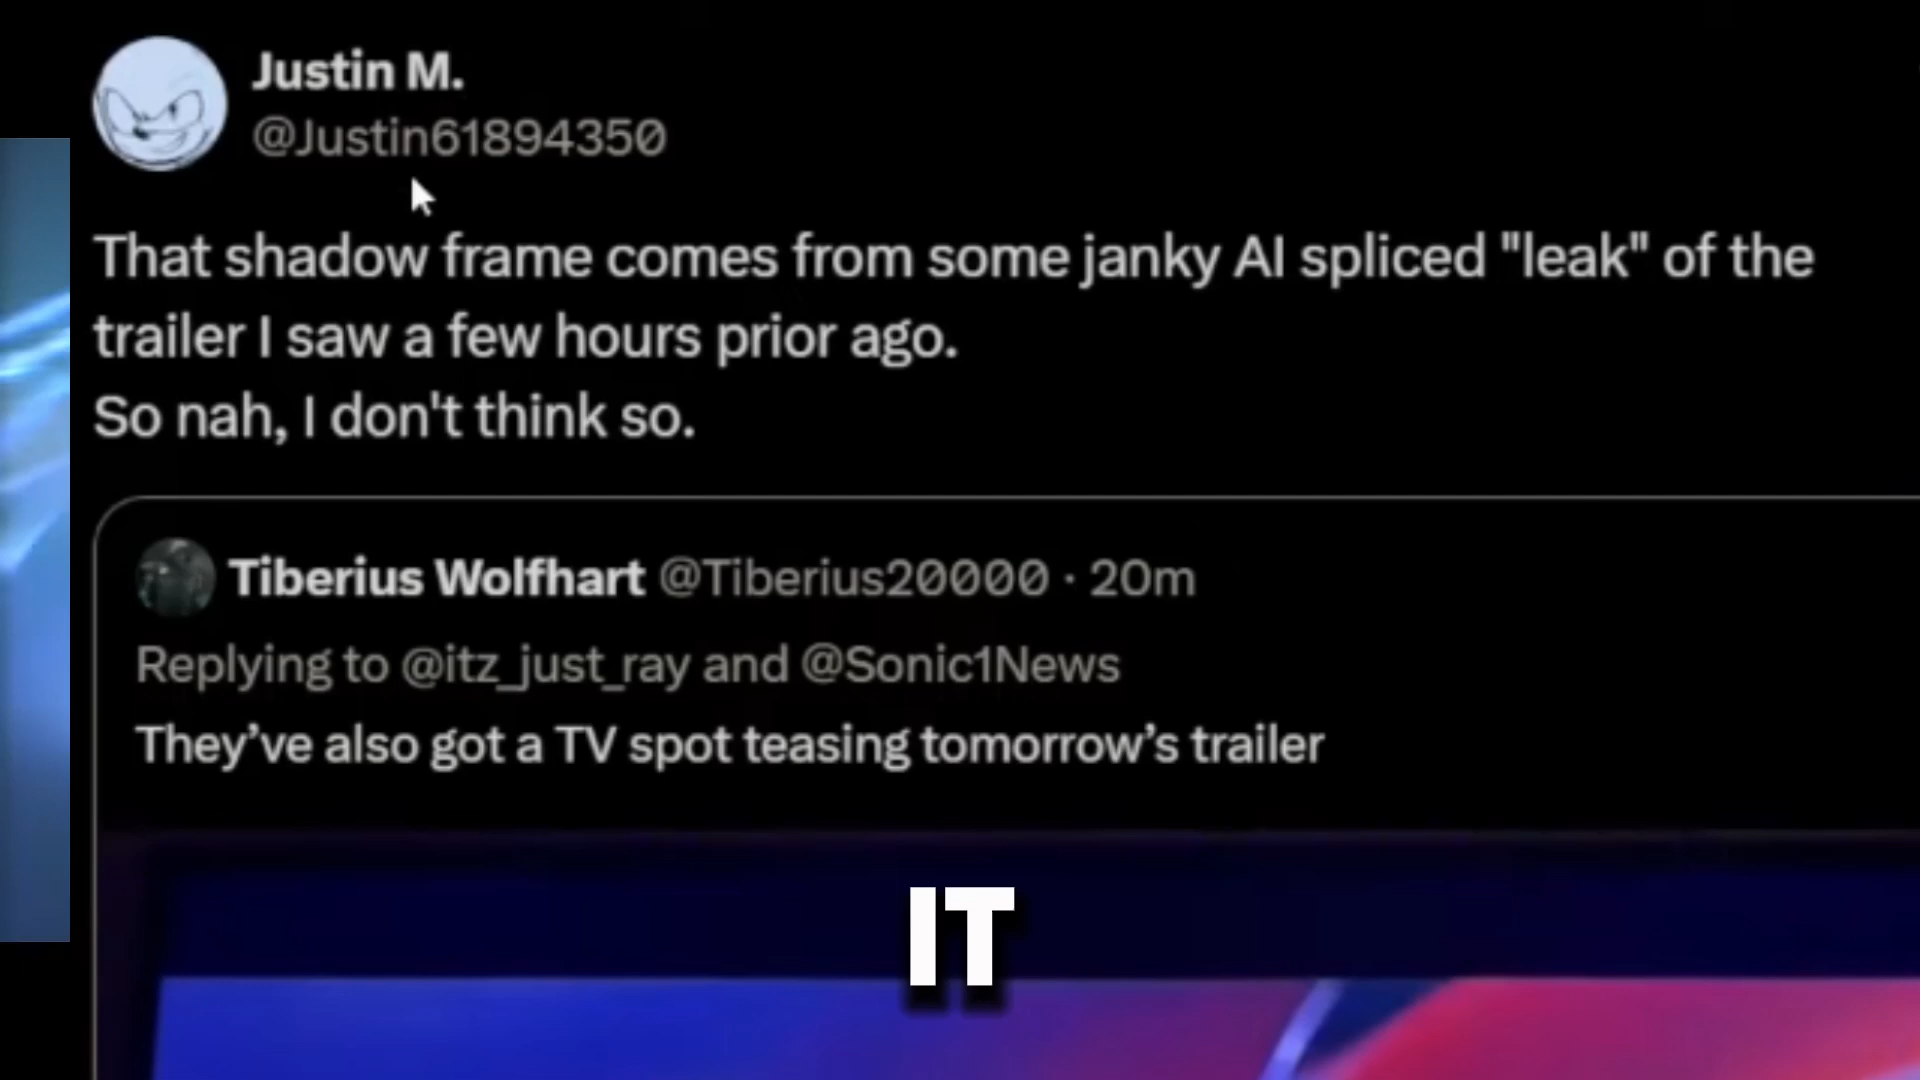 Justin M.
@Justin61894350
That shadow frame comes from some janky AI spliced "leak" of the
trailer I saw a few hours prior ago.
So nah, I don't think so.
Tiberius Wolfhart @Tiberius20000 · 20m
Replying to @itz_just_ray and @Sonic1News
They’ve also got a TV spot teasing tomorrow’s trailer
IT